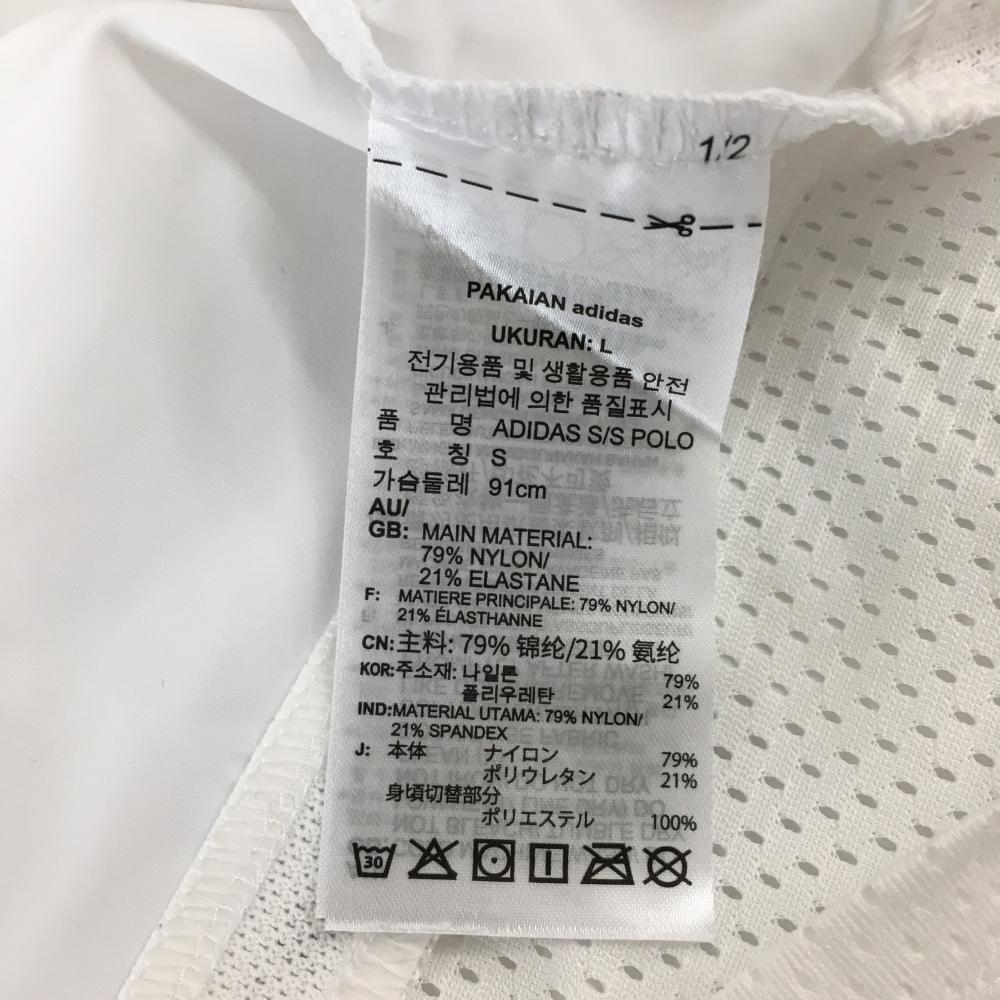 1/2
PAKAIAN adidas
UKURAN: L
전기용품 및 생활용품 안전
관리법에 의한 품질표시
품 명 ADIDAS S/S POLO
호 칭 S
가슴둘레 91cm
AU/
GB: MAIN MATERIAL:
79% NYLON/
21% ELASTANE
F: MATIERE PRINCIPALE: 79% NYLON/
21% ÉLASTHANNE
CN:主料: 79% 锦纶/21% 氨纶
KOR:주소재: 나일론 79%
폴리우레탄 21%
IND:MATERIAL UTAMA: 79% NYLON/
21% SPANDEX
J: 本体 ナイロン 79%
ポリウレタン 21%
身頃切替部分
ポリエステル 100%
30